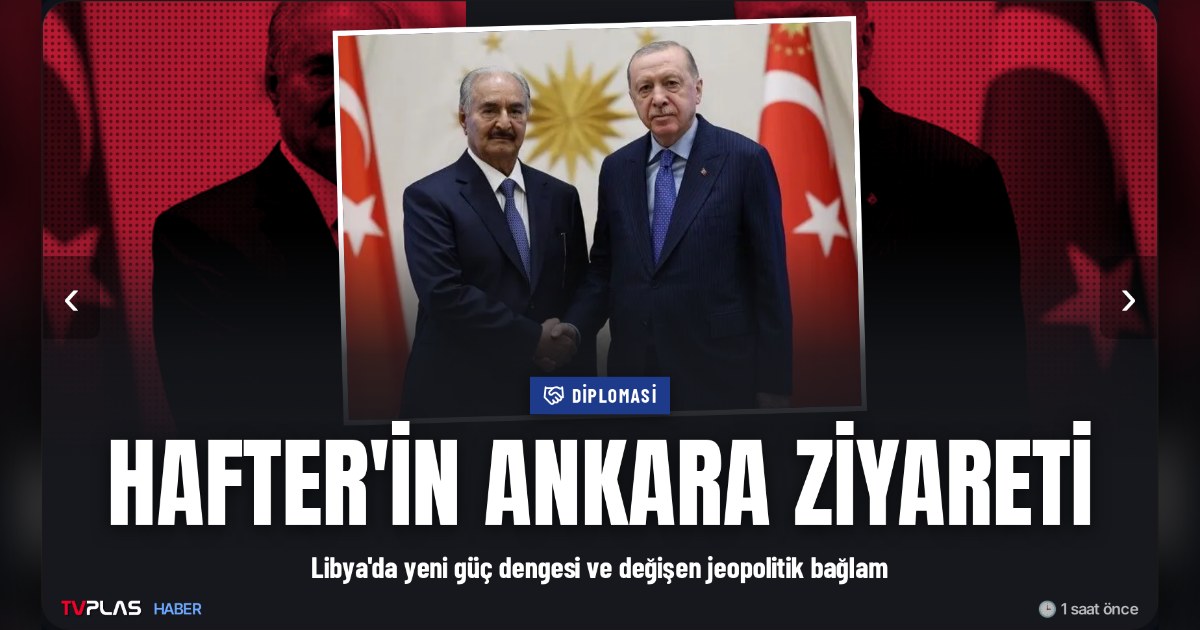 DİPLOMASİ
HAFTER'İN ANKARA ZİYARETİ
Libya'da yeni güç dengesi ve değişen jeopolitik bağlam
TVPLAS HABER
1 saat önce